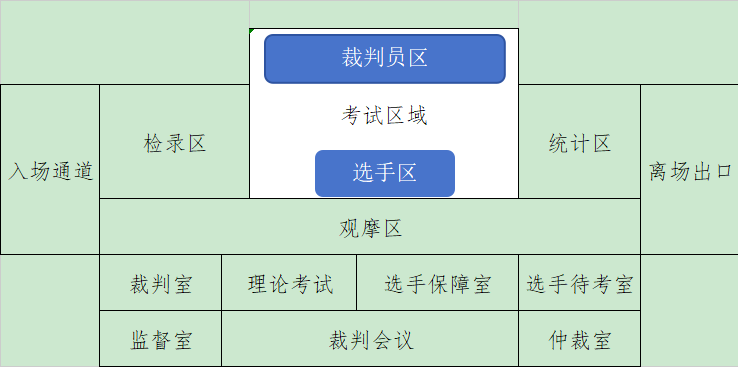 裁判员区
考试区域
选手区
入场通道
检录区
统计区
离场出口
观摩区
裁判室
理论考试
选手保障室
选手待考室
监督室
裁判会议
仲裁室